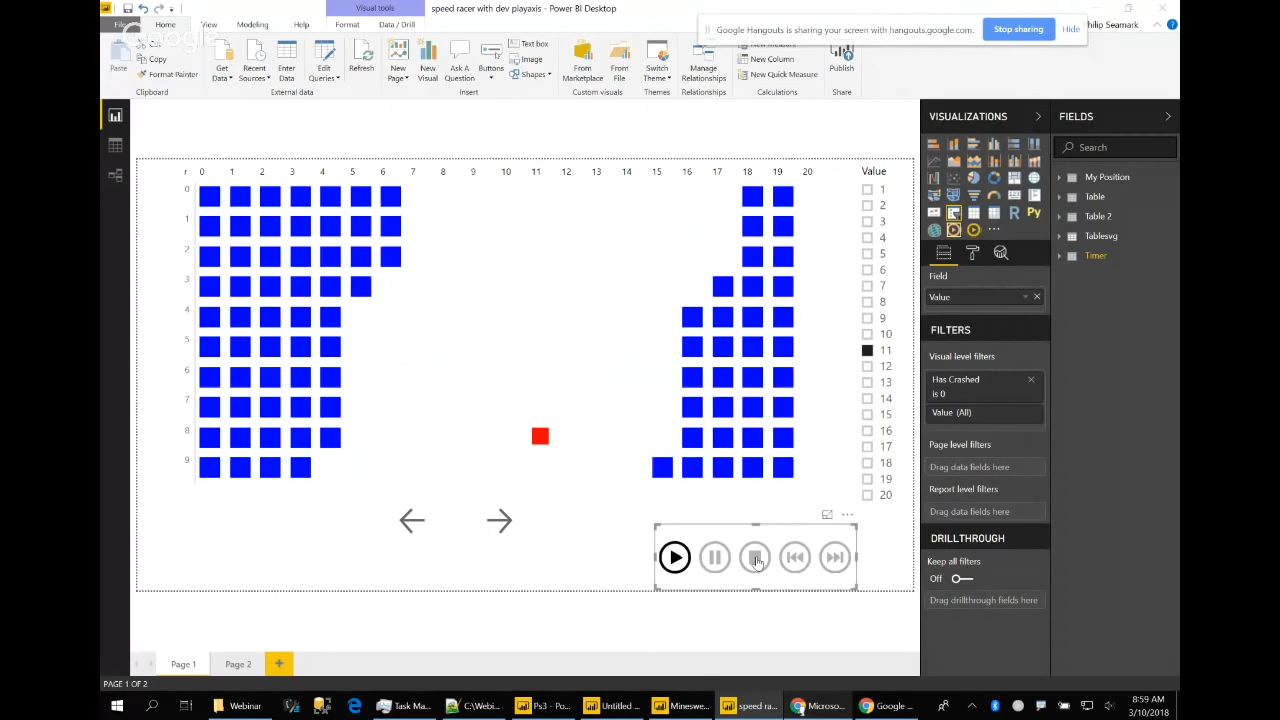 Visual tools
speed racer with dev playaxis - Power BI Desktop
Google Hangouts is sharing your screen with hangouts.google.com.
Stop sharing
Hide
File
Home
View
Modeling
Help
Format
Data / Drill
Google
Paste
Copy
Format Painter
Clipboard
Get Data
Recent Sources
Enter Data
Edit Queries
External data
Refresh
New Page
New Visual
Ask A Question
Buttons
Text box
Image
Shapes
Insert
From Marketplace
From File
Custom visuals
Switch Theme
Themes
Manage Relationships
Relationships
New Column
New Quick Measure
Calculations
Publish
Share
r 0 1 2 3 4 5 6 7 8 9 10 11 12 13 14 15 16 17 18 19 20
0
1
2
3
4
5
6
7
8
9
Value
1
2
3
4
5
6
7
8
9
10
11
12
13
14
15
16
17
18
19
20
VISUALIZATIONS
R
Py
Field
Value
FILTERS
Visual level filters
Has Crashed
is 0
Value (All)
Page level filters
Drag data fields here
Report level filters
Drag data fields here
DRILLTHROUGH
Keep all filters
Off
Drag drillthrough fields here
FIELDS
Search
My Position
Table
Table 2
Tablesvg
Timer
Page 1
Page 2
PAGE 1 OF 2
Webinar
Task Ma...
C:\Webi...
Ps3 - Po...
Untitled ...
Mineswe...
speed ra...
Microso...
Google ...
8:59 AM
3/10/2018